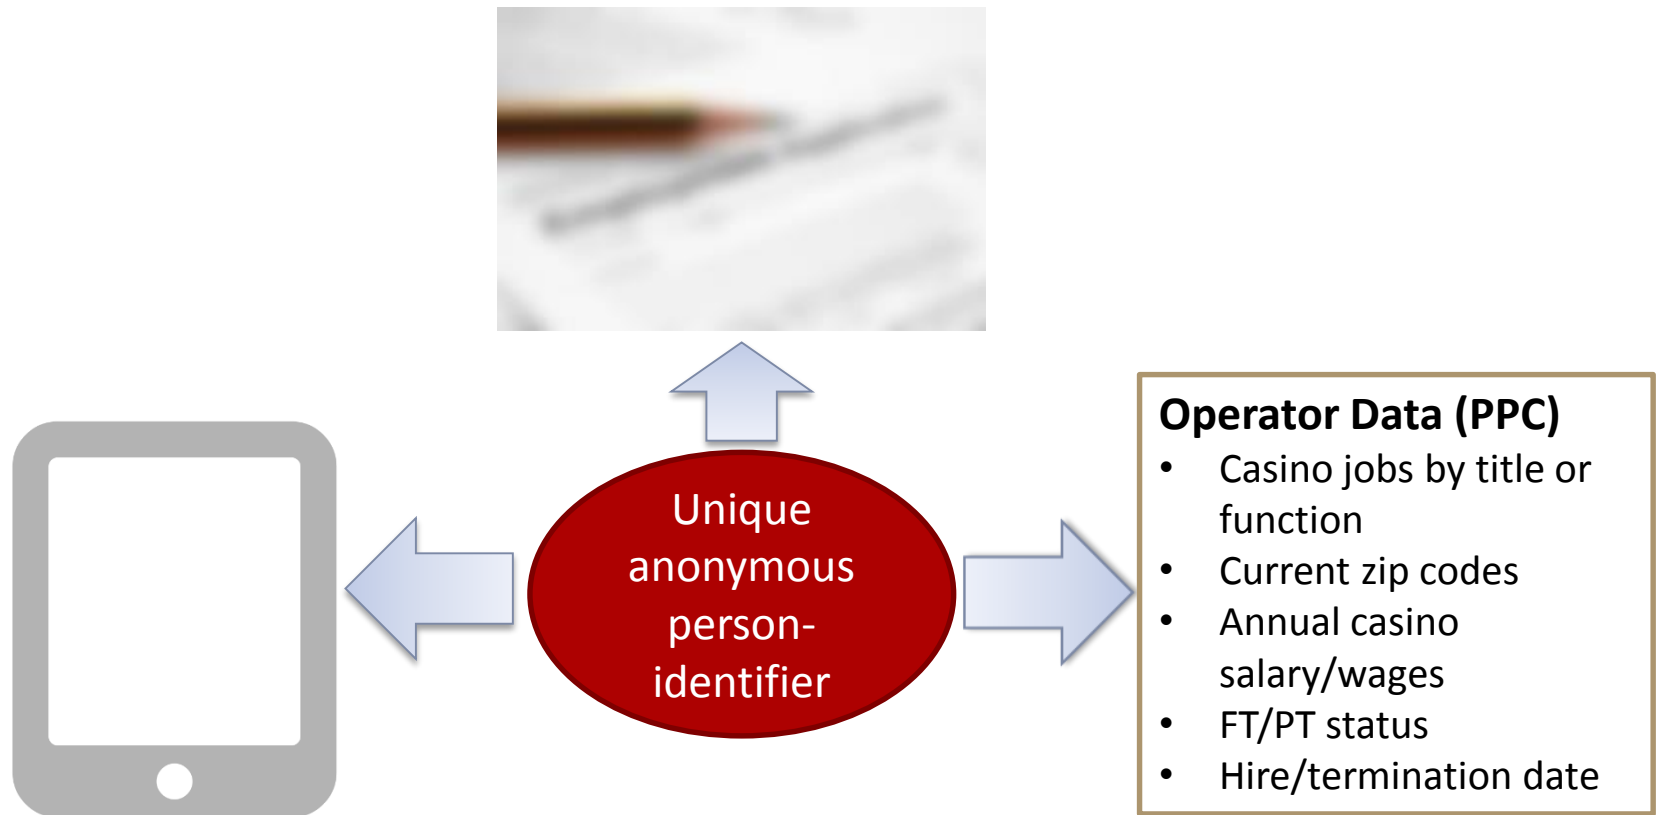 Unique
anonymous
person-
identifier
Operator Data (PPC)
• Casino jobs by title or
function
• Current zip codes
• Annual casino
salary/wages
• FT/PT status
• Hire/termination date